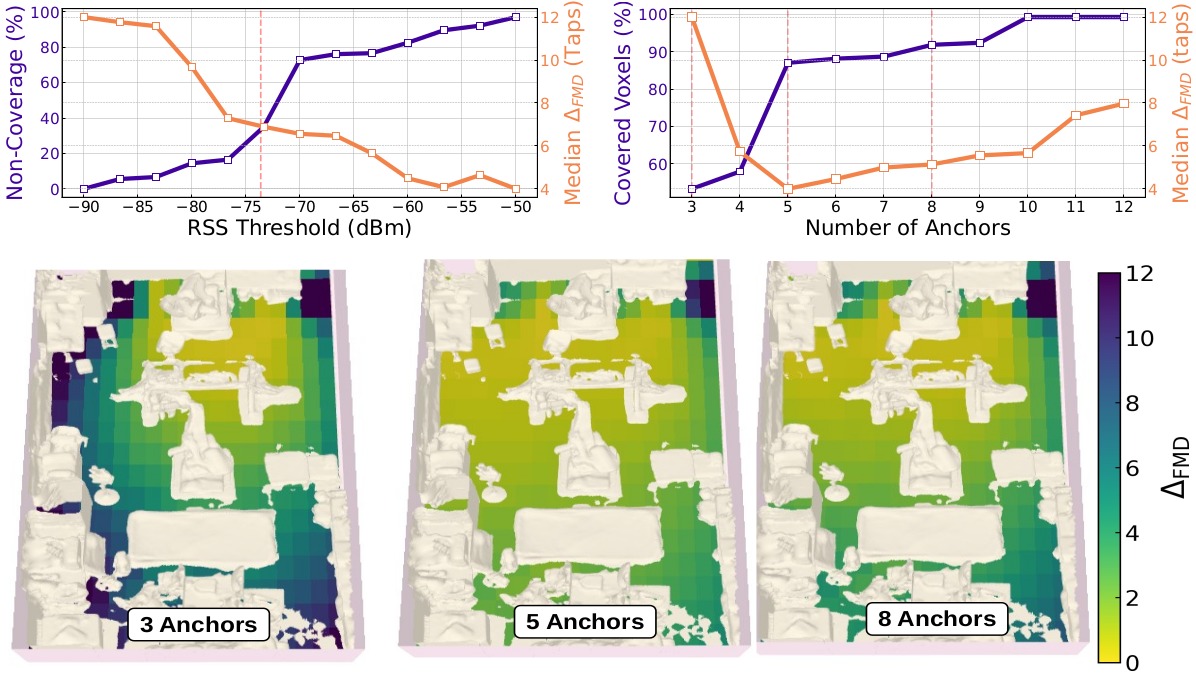 Non-Coverage (%)
100
80
60
40
20
0
12
10
8
6
4
Median Δ_FMD (Taps)
−90 −85 −80 −75 −70 −65 −60 −55 −50
RSS Threshold (dBm)
Covered Voxels (%)
100
90
80
70
60
12
10
8
6
4
Median Δ_FMD (taps)
3 4 5 6 7 8 9 10 11 12
Number of Anchors
3 Anchors
5 Anchors
8 Anchors
12
10
8
6
4
2
0
Δ_FMD